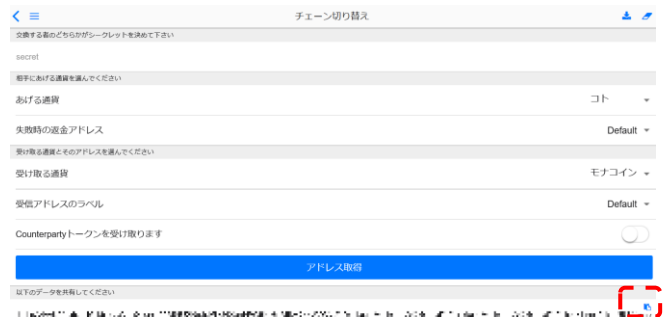 チェーン切り替え
交換する者のどちらかがシークレットを決めて下さい
secret
相手にあげる通貨を選んでください
あげる通貨 コト
失敗時の返金アドレス Default
受け取る通貨とそのアドレスを選んでください
受け取る通貨 モナコイン
受信アドレスのラベル Default
Counterpartyトークンを受け取ります
アドレス取得
以下のデータを共有してください